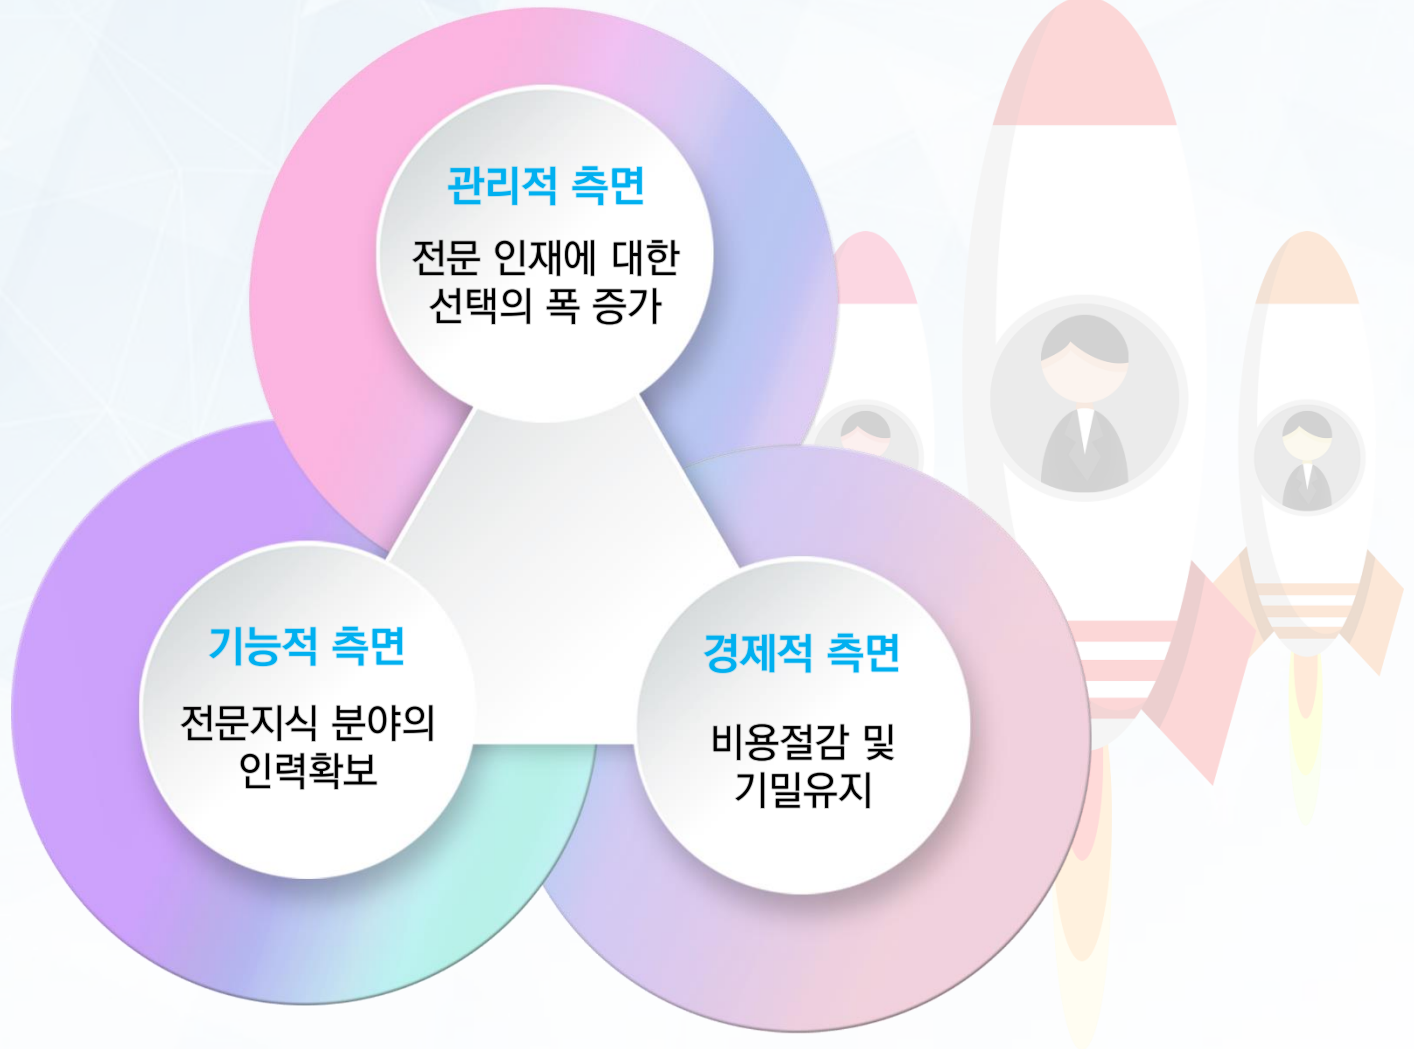 관리적 측면
전문 인재에 대한
선택의 폭 증가
기능적 측면
전문지식 분야의
인력확보
경제적 측면
비용절감 및
기밀유지